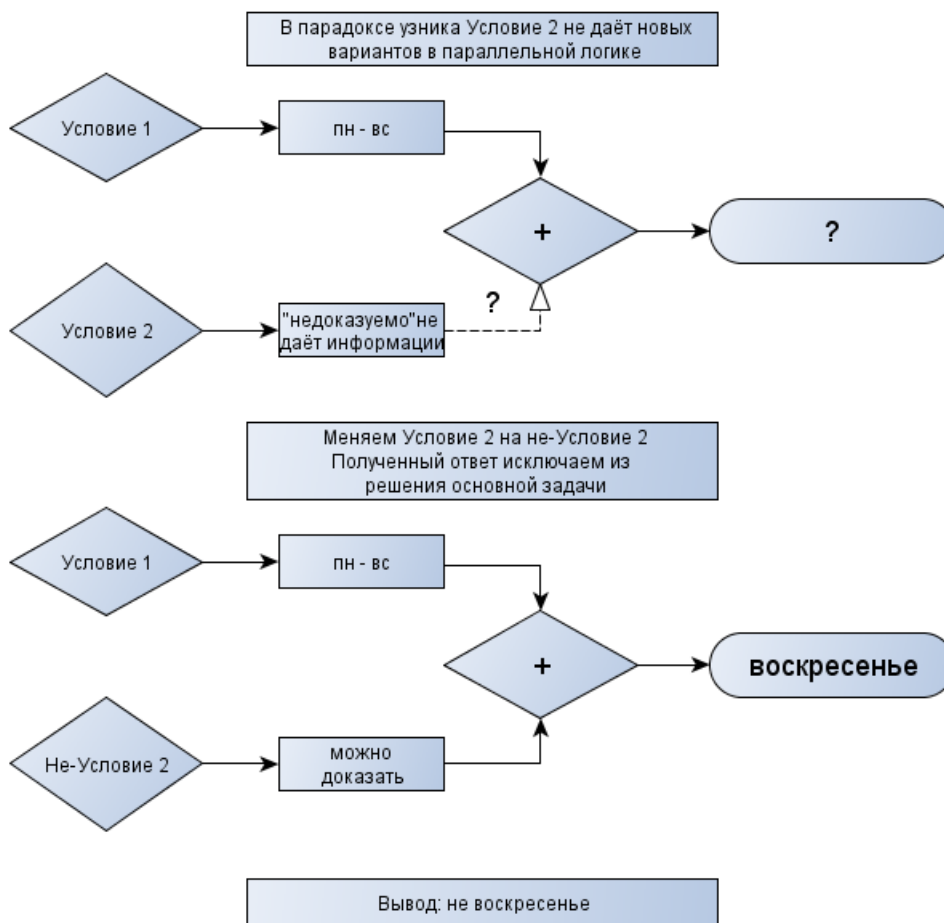 В парадоксе узника Условие 2 не даёт новых
вариантов в параллельной логике
Условие 1
пн - вс
+
?
Условие 2
"недоказуемо"не
даёт информации
?
Меняем Условие 2 на не-Условие 2
Полученный ответ исключаем из
решения основной задачи
Условие 1
пн - вс
+
воскресенье
Не-Условие 2
можно
доказать
Вывод: не воскресенье